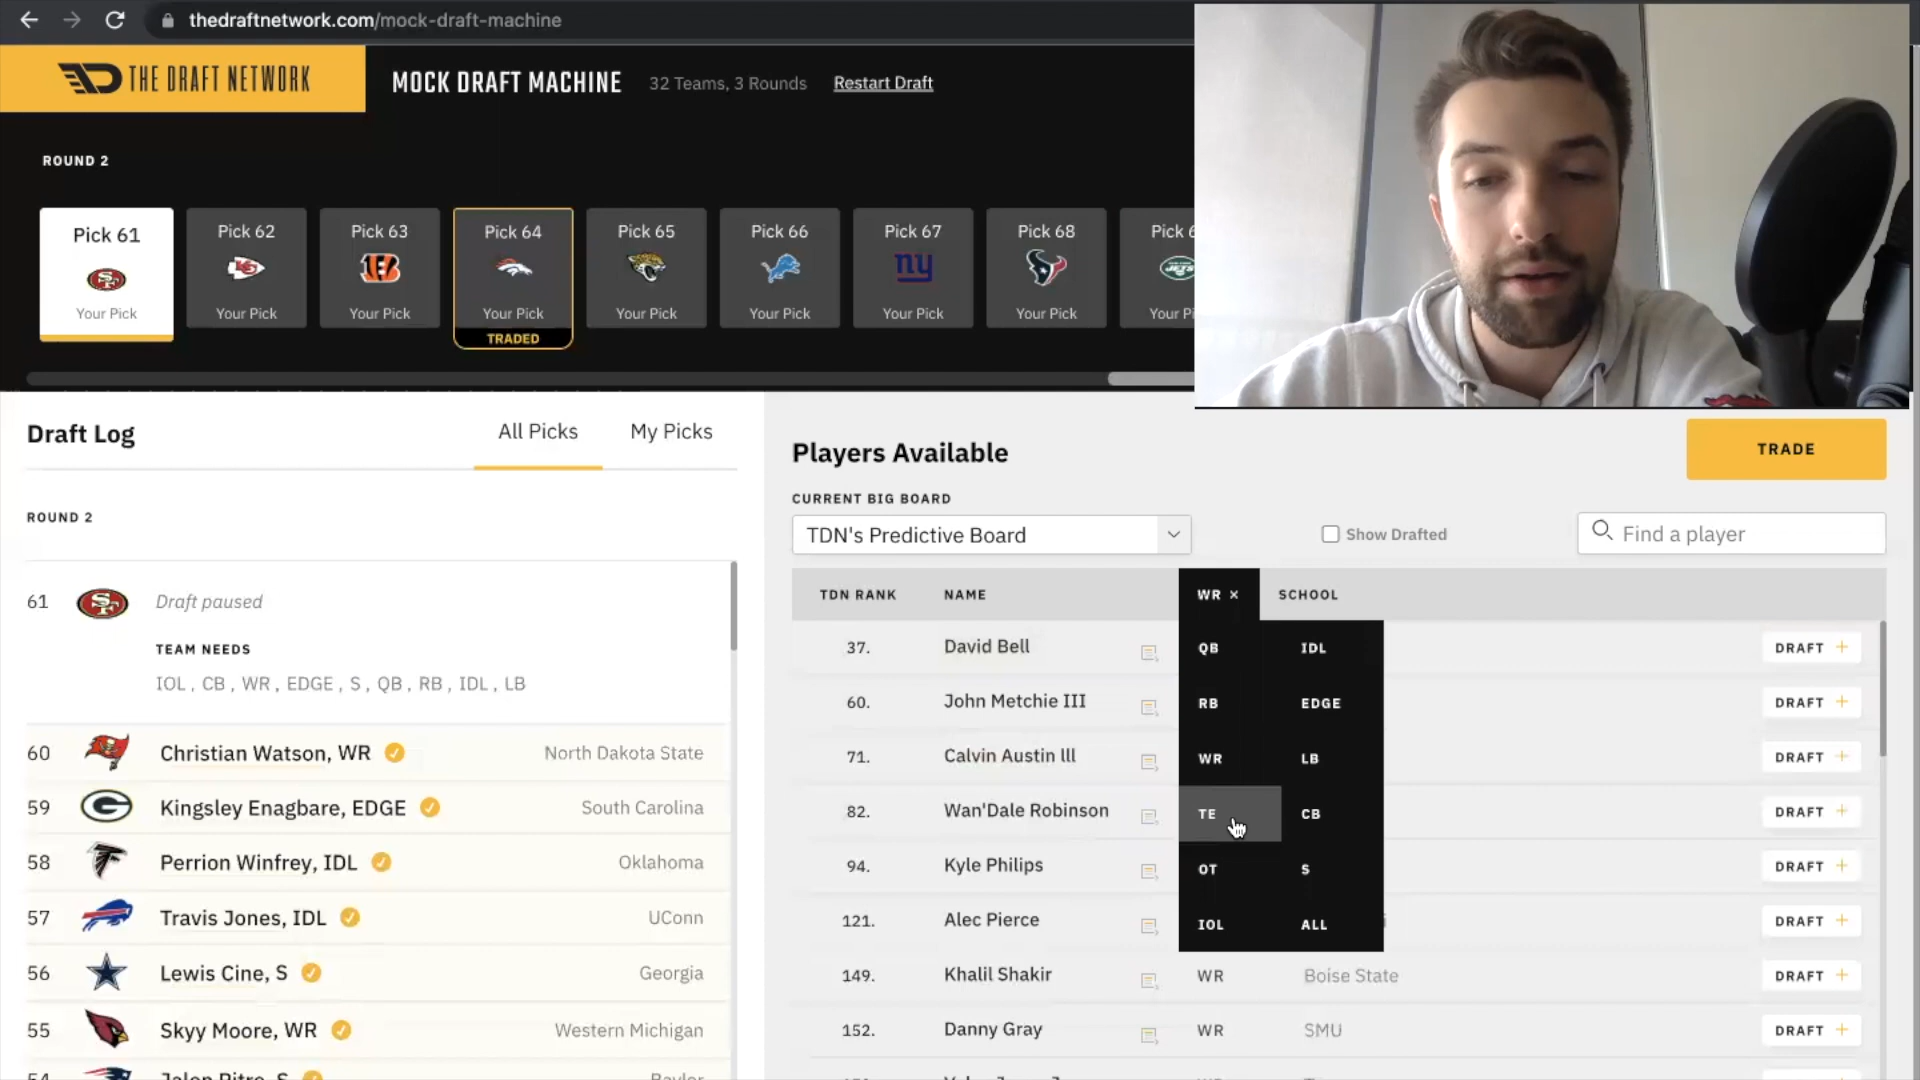 thedraftnetwork.com/mock-draft-machine
THE DRAFT NETWORK
MOCK DRAFT MACHINE
32 Teams, 3 Rounds
Restart Draft
ROUND 2
Pick 61
Your Pick
Pick 62
Your Pick
Pick 63
Your Pick
Pick 64
Your Pick
TRADED
Pick 65
Your Pick
Pick 66
Your Pick
Pick 67
ny
Your Pick
Pick 68
Your Pick
Pick
Your
Draft Log
All Picks
My Picks
ROUND 2
61 SF Draft paused
TEAM NEEDS
IOL , CB , WR , EDGE , S , QB , RB , IDL , LB
60 Christian Watson, WR North Dakota State
59 Kingsley Enagbare, EDGE South Carolina
58 Perrion Winfrey, IDL Oklahoma
57 Travis Jones, IDL UConn
56 Lewis Cine, S Georgia
55 Skyy Moore, WR Western Michigan
54 Jalen Pitre, S Baylor
Players Available
TRADE
CURRENT BIG BOARD
TDN's Predictive Board
Show Drafted
Find a player
TDN RANK NAME WR × SCHOOL
37. David Bell DRAFT +
60. John Metchie III DRAFT +
71. Calvin Austin lll DRAFT +
82. Wan'Dale Robinson DRAFT +
94. Kyle Philips DRAFT +
121. Alec Pierce DRAFT +
149. Khalil Shakir WR Boise State DRAFT +
152. Danny Gray WR SMU DRAFT +
QB IDL
RB EDGE
WR LB
TE CB
OT S
IOL ALL